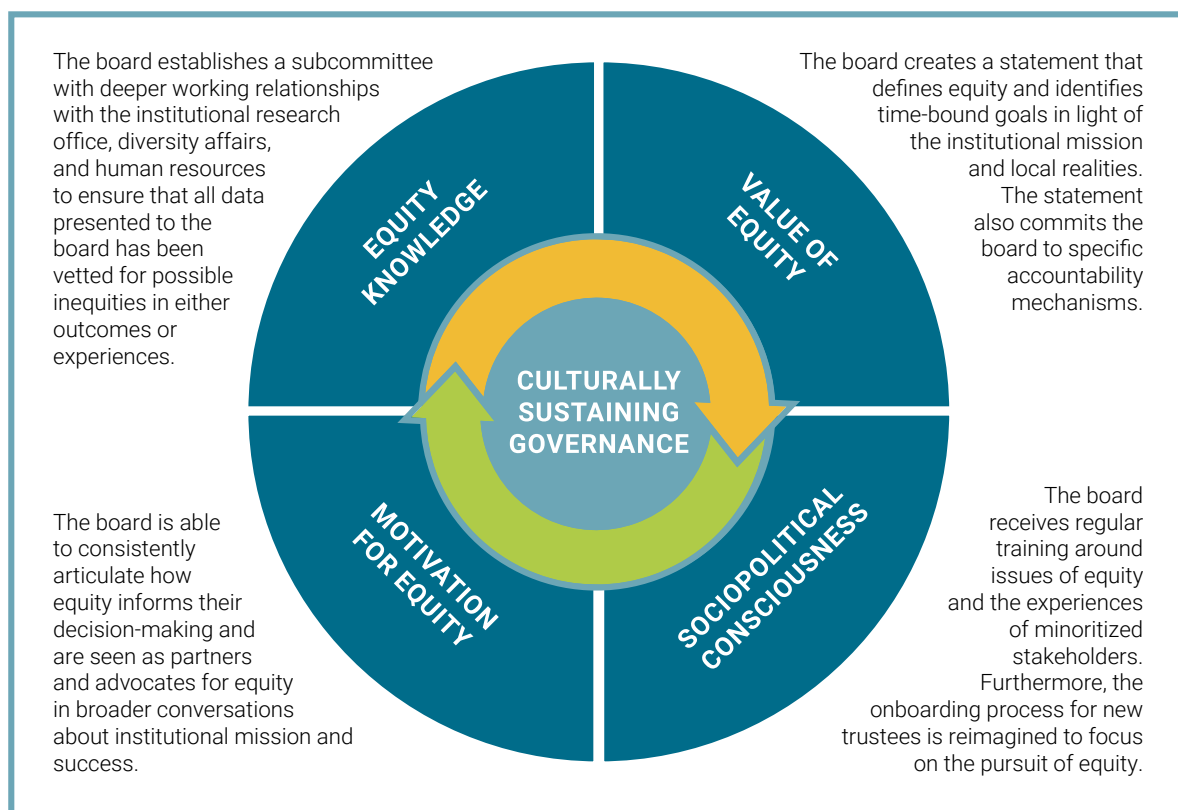 The board establishes a subcommittee
with deeper working relationships
with the institutional research
office, diversity affairs,
and human resources
to ensure that all data
presented to the
board has been
vetted for possible
inequities in either
outcomes or
experiences.
EQUITY
KNOWLEDGE
The board creates a statement that
defines equity and identifies
time-bound goals in light of
the institutional mission
and local realities.
The statement
also commits the
board to specific
accountability
mechanisms.
VALUE OF
EQUITY
CULTURALLY
SUSTAINING
GOVERNANCE
The board is able
to consistently
articulate how
equity informs their
decision-making and
are seen as partners
and advocates for equity
in broader conversations
about institutional mission and
success.
MOTIVATION
FOR EQUITY
SOCIOPOLITICAL
CONSCIOUSNESS
The board
receives regular
training around
issues of equity
and the experiences
of minoritized
stakeholders.
Furthermore, the
onboarding process for new
trustees is reimagined to focus
on the pursuit of equity.